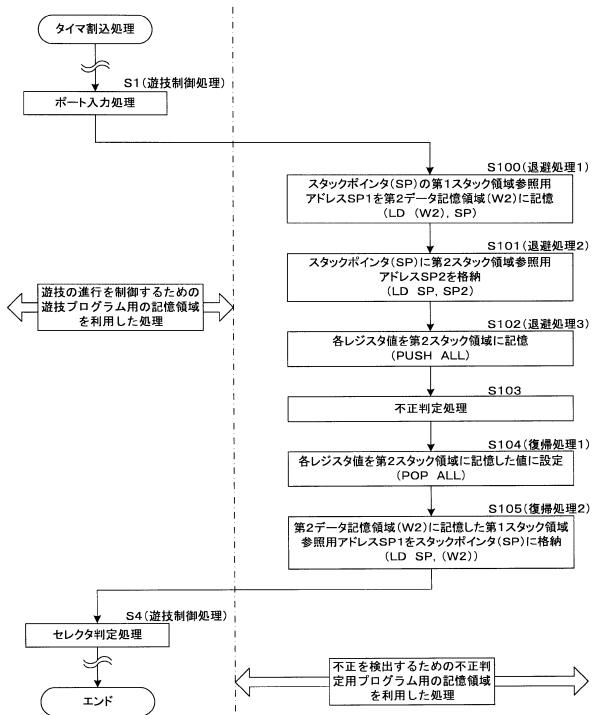 タイマ割込処理
S1(遊技制御処理)
ポート入力処理
S100(退避処理1)
スタックポインタ(SP)の第1スタック領域参照用
アドレスSP1を第2データ記憶領域(W2)に記憶
(LD (W2), SP)
S101(退避処理2)
スタックポインタ(SP)に第2スタック領域参照用
アドレスSP2を格納
(LD SP, SP2)
遊技の進行を制御するための
遊技プログラム用の記憶領域
を利用した処理
S102(退避処理3)
各レジスタ値を第2スタック領域に記憶
(PUSH ALL)
S103
不正判定処理
S104(復帰処理1)
各レジスタ値を第2スタック領域に記憶した値に設定
(POP ALL)
S105(復帰処理2)
第2データ記憶領域(W2)に記憶した第1スタック領域
参照用アドレスSP1をスタックポインタ(SP)に格納
(LD SP, (W2))
S4(遊技制御処理)
セレクタ判定処理
エンド
不正を検出するための不正判
定用プログラム用の記憶領域
を利用した処理